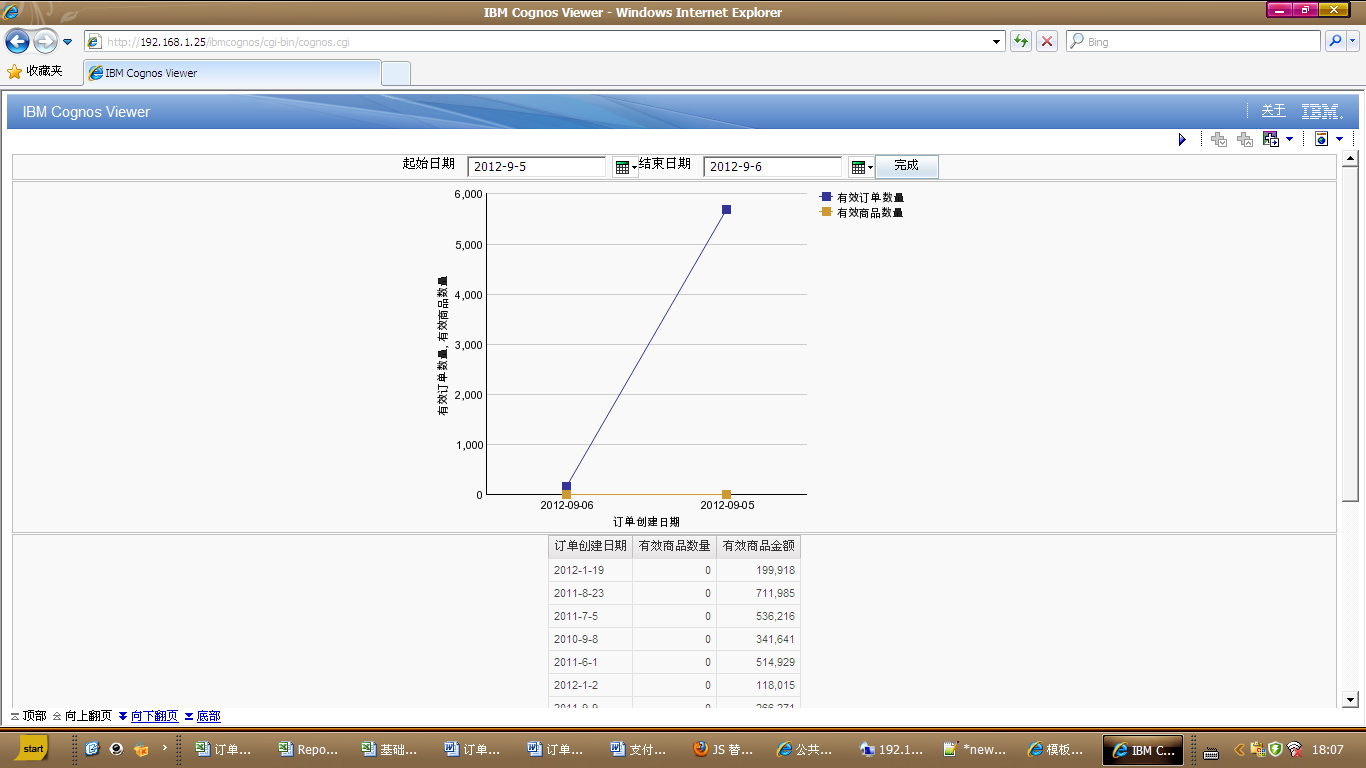 IBM Cognos Viewer - Windows Internet Explorer
http://192.168.1.25/ibmcognos/cgi-bin/cognos.cgi
Bing
收藏夹
IBM Cognos Viewer
IBM Cognos Viewer
关于
IBM.
起始日期
2012-9-5
结束日期
2012-9-6
完成
6,000
5,000
4,000
3,000
2,000
1,000
0
有效订单数量, 有效商品数量
2012-09-06
2012-09-05
订单创建日期
有效订单数量
有效商品数量
订单创建日期 有效商品数量 有效商品金额
2012-1-19 0 199,918
2011-8-23 0 711,985
2011-7-5 0 536,216
2010-9-8 0 341,641
2011-6-1 0 514,929
2012-1-2 0 118,015
2011-9-9 0 266,271
顶部 向上翻页 向下翻页 底部
start
订单...
Repo...
基础...
订单...
订单...
支付...
JS 替...
公共...
192.1...
*new...
模板...
IBM C...
18:07